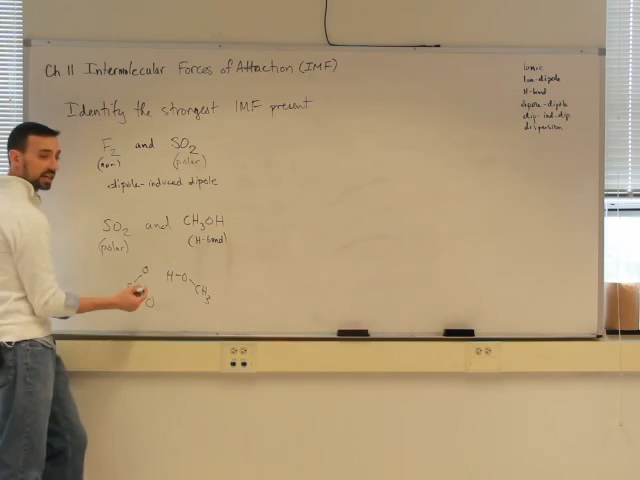 Ch 11 Intermolecular Forces of Attraction (IMF)
Identify the strongest IMF present
F2 and SO2
(non) (polar)
dipole-induced dipole
SO2 and CH3OH
(polar) (H-bond)
O
H-O
CH3
O
ionic
Ion-dipole
H-bond
dipole-dipole
dip-ind-dip
dispersion